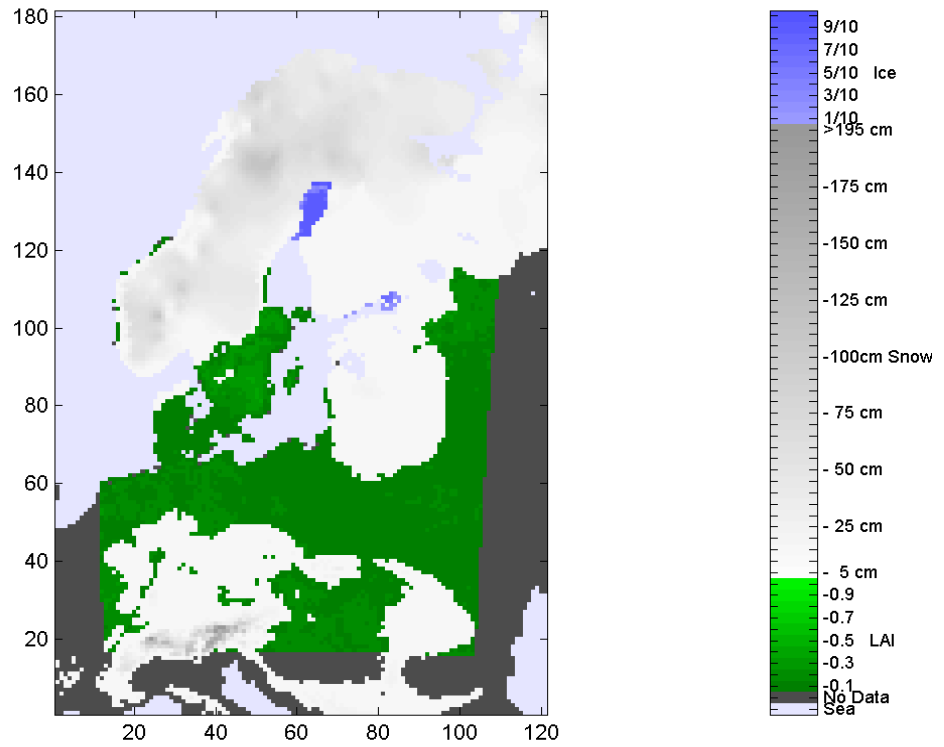 180
160
140
120
100
80
60
40
20
20
40
60
80
100
120
9/10
7/10
5/10 Ice
3/10
1/10
>195 cm
-175 cm
-150 cm
-125 cm
-100cm Snow
- 75 cm
- 50 cm
- 25 cm
- 5 cm
-0.9
-0.7
-0.5 LAI
-0.3
-0.1
No Data
Sea